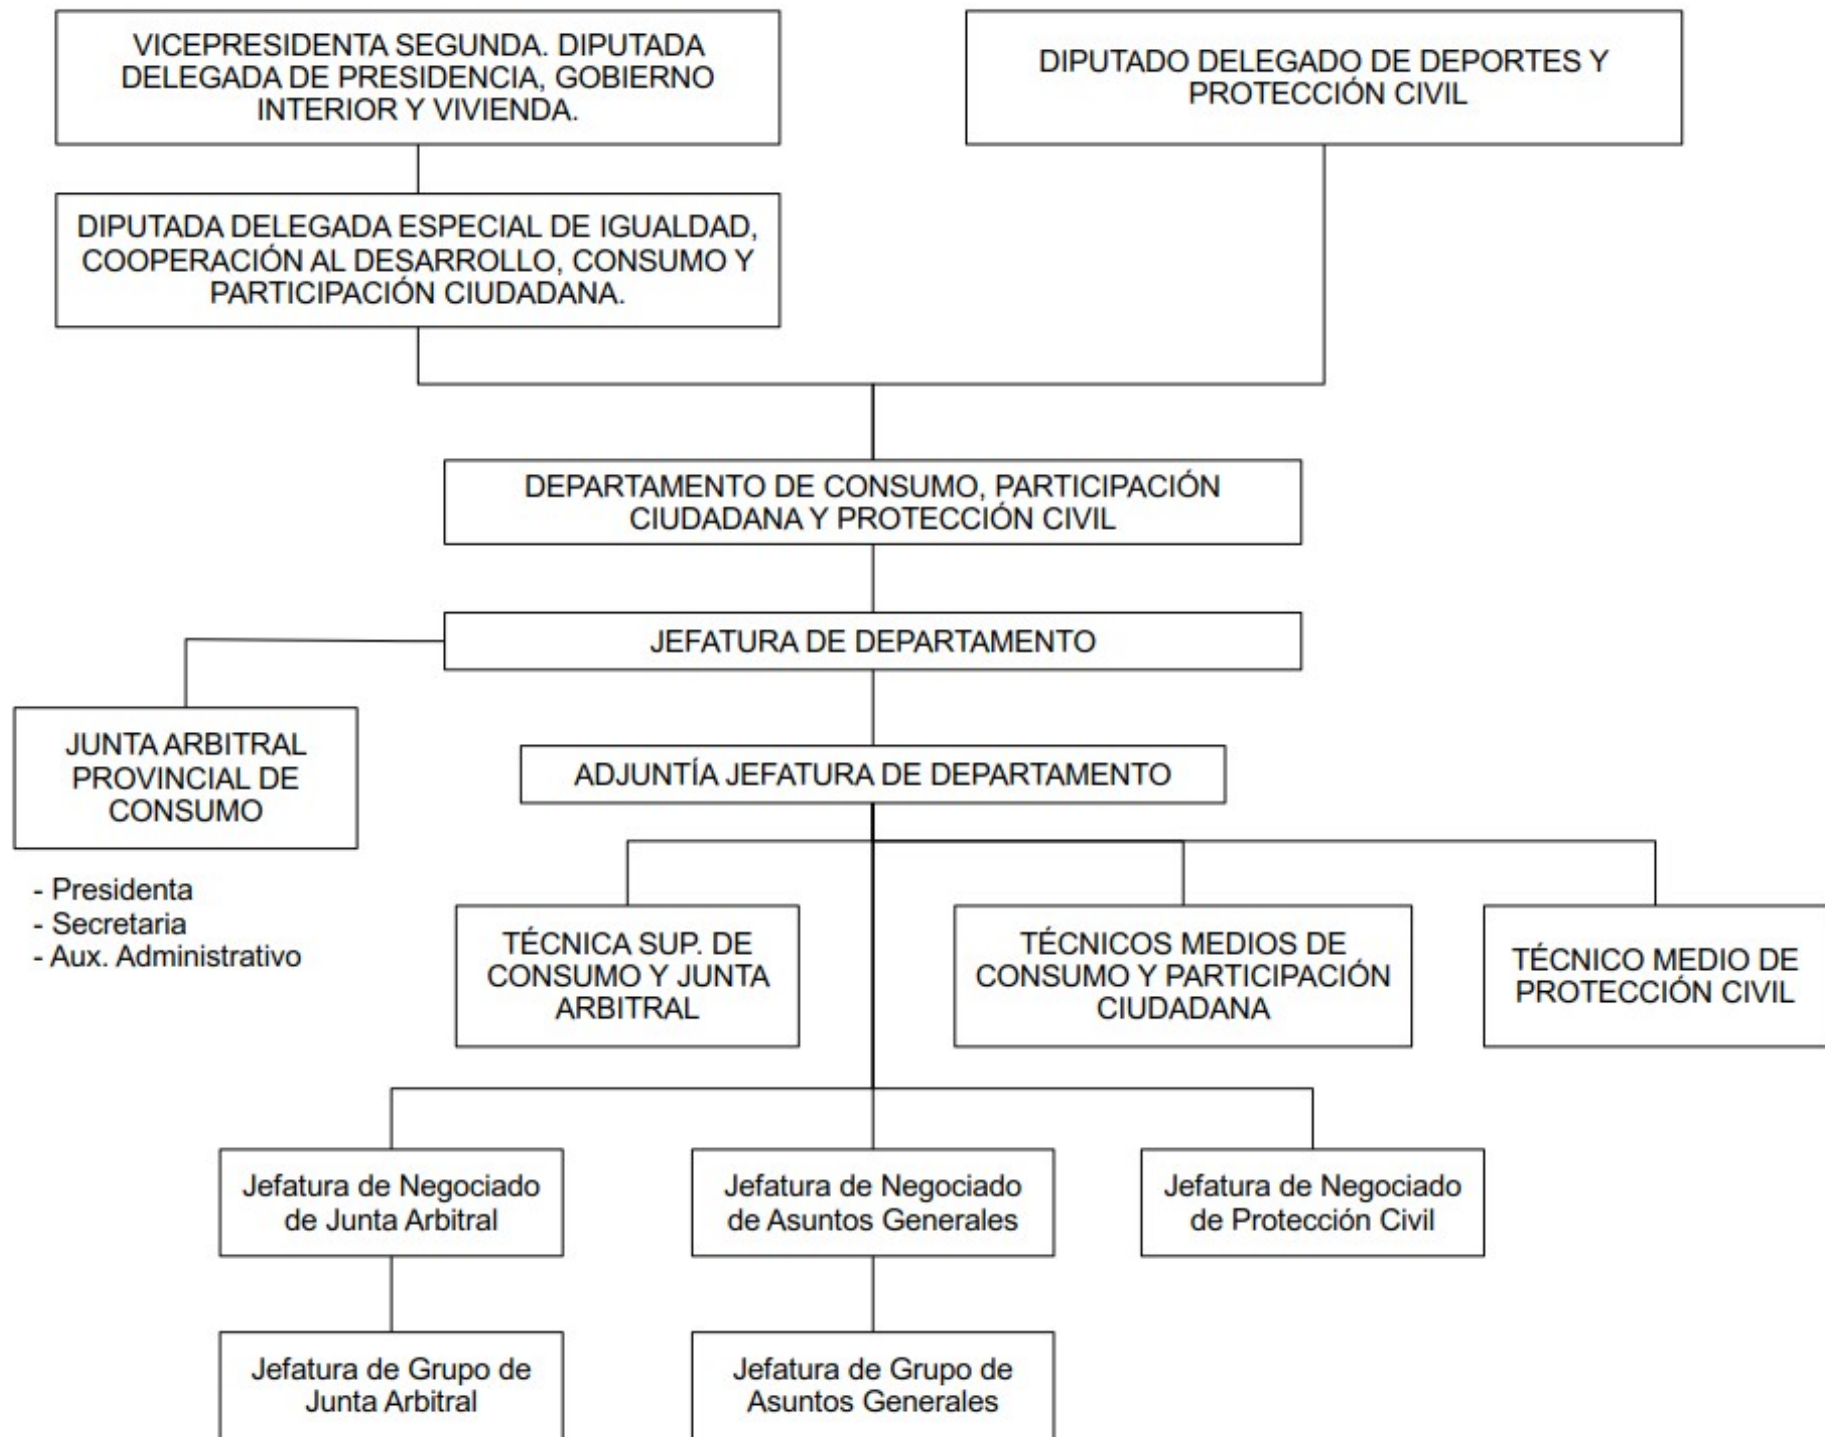 VICEPRESIDENTA SEGUNDA. DIPUTADA
DELEGADA DE PRESIDENCIA, GOBIERNO
INTERIOR Y VIVIENDA.
DIPUTADO DELEGADO DE DEPORTES Y
PROTECCIÓN CIVIL
DIPUTADA DELEGADA ESPECIAL DE IGUALDAD,
COOPERACIÓN AL DESARROLLO, CONSUMO Y
PARTICIPACIÓN CIUDADANA.
DEPARTAMENTO DE CONSUMO, PARTICIPACIÓN
CIUDADANA Y PROTECCIÓN CIVIL
JEFATURA DE DEPARTAMENTO
JUNTA ARBITRAL
PROVINCIAL DE
CONSUMO
- Presidenta
- Secretaria
- Aux. Administrativo
ADJUNTÍA JEFATURA DE DEPARTAMENTO
TÉCNICA SUP. DE
CONSUMO Y JUNTA
ARBITRAL
TÉCNICOS MEDIOS DE
CONSUMO Y PARTICIPACIÓN
CIUDADANA
TÉCNICO MEDIO DE
PROTECCIÓN CIVIL
Jefatura de Negociado
de Junta Arbitral
Jefatura de Negociado
de Asuntos Generales
Jefatura de Negociado
de Protección Civil
Jefatura de Grupo de
Junta Arbitral
Jefatura de Grupo de
Asuntos Generales